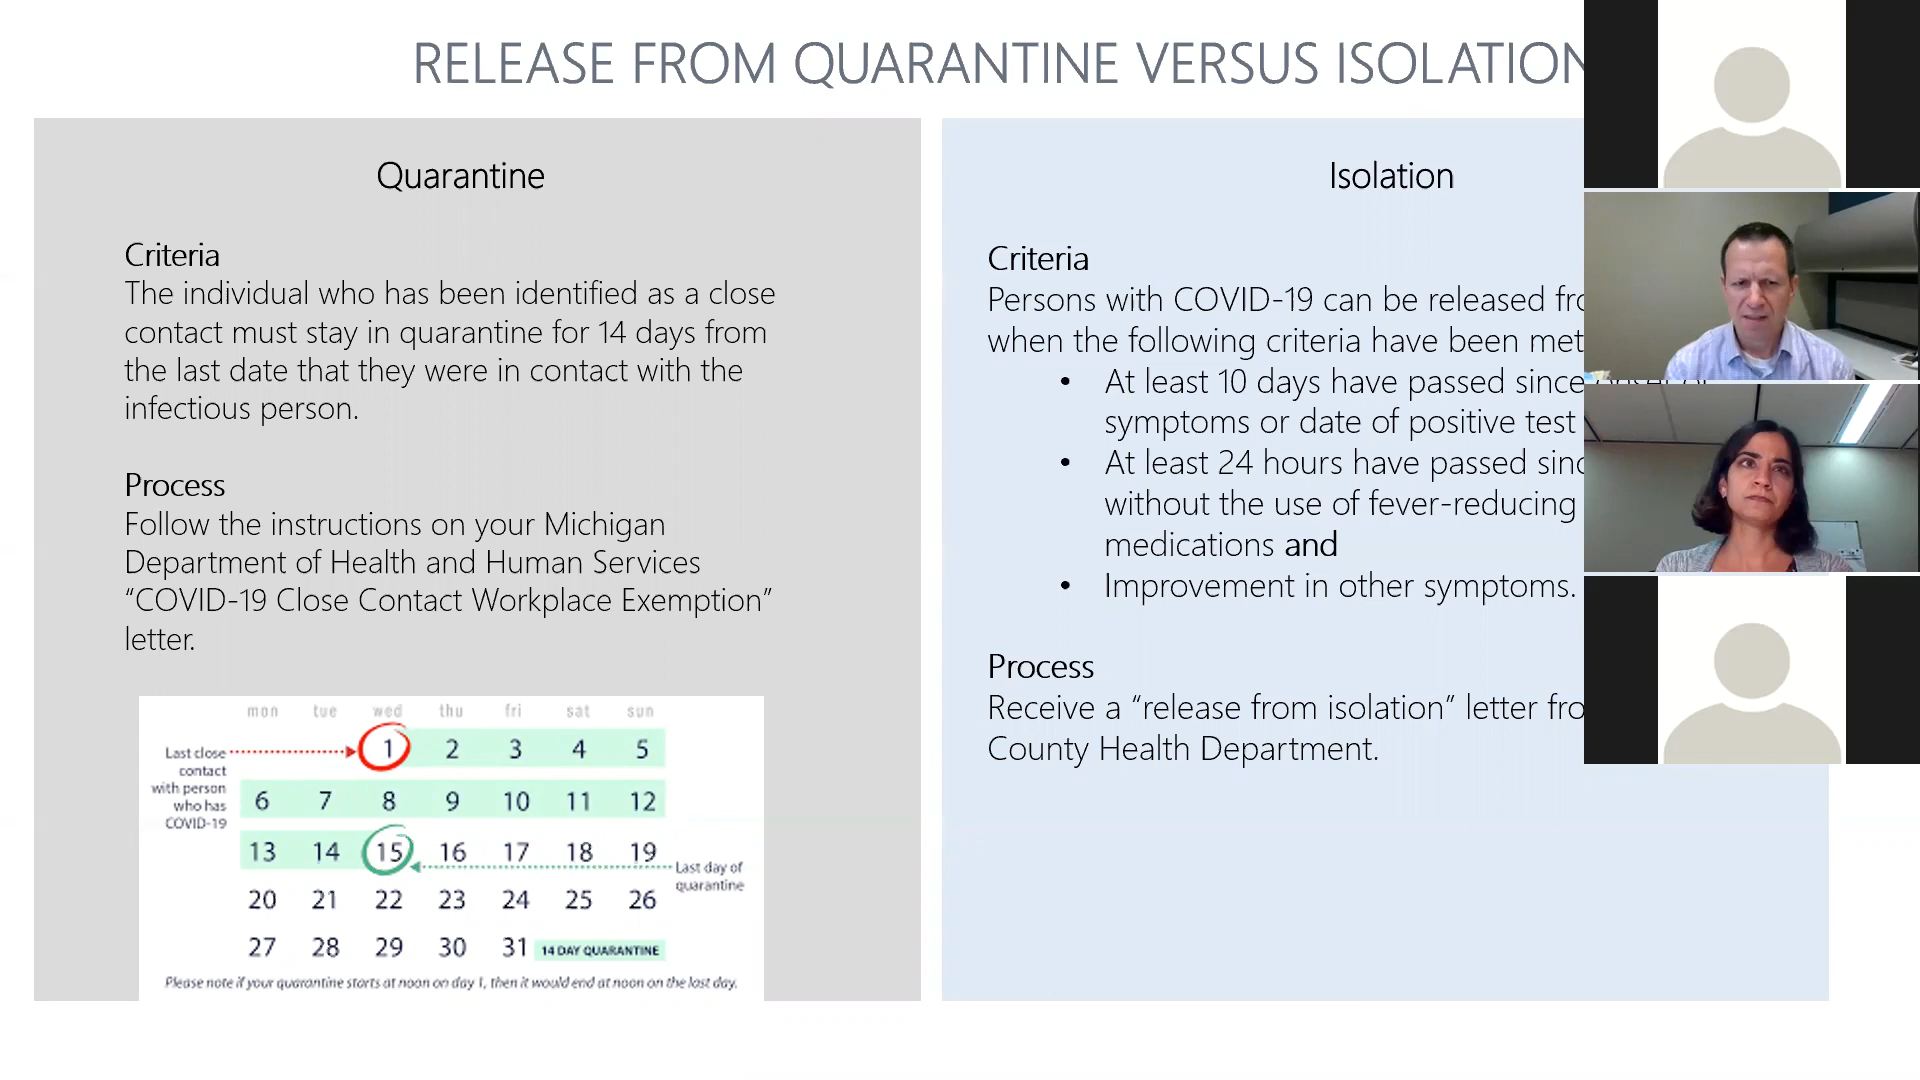 RELEASE FROM QUARANTINE VERSUS ISOLATION
Quarantine
Criteria
The individual who has been identified as a close
contact must stay in quarantine for 14 days from
the last date that they were in contact with the
infectious person.
Process
Follow the instructions on your Michigan
Department of Health and Human Services
“COVID-19 Close Contact Workplace Exemption”
letter.
mon tue wed thu fri sat sun
Last close
contact
with person
who has
COVID-19
1 2 3 4 5
6 7 8 9 10 11 12
13 14 15 16 17 18 19
Last day of
quarantine
20 21 22 23 24 25 26
27 28 29 30 31 14 DAY QUARANTINE
Please note if your quarantine starts at noon on day 1, then it would end at noon on the last day.
Isolation
Criteria
Persons with COVID-19 can be released
when the following criteria have been met
• At least 10 days have passed since onset of
symptoms or date of positive test
• At least 24 hours have passed
without the use of fever-reducing
medications and
• Improvement in other symptoms.
Process
Receive a “release from isolation” letter
County Health Department.